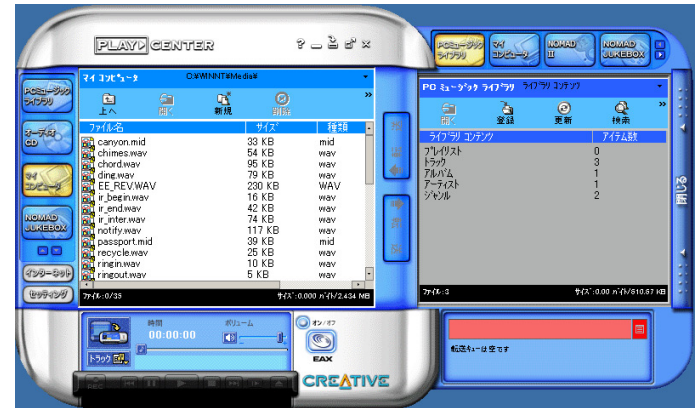 PLAY CENTER
PCミュージック ライブラリ
マイ コンピュータ
NOMAD II
NOMAD JUKEBOX
PCミュージック ライブラリ
オーディオ CD
マイ コンピュータ
NOMAD JUKEBOX
インターネット
セッティング
マイ コンピュータ C:¥WINNT¥Media¥
上へ 開く 新規 削除
ファイル名 サイズ 種類
canyon.mid 33 KB mid
chimes.wav 54 KB wav
chord.wav 95 KB wav
ding.wav 79 KB wav
EE_REV.WAV 230 KB WAV
ir_begin.wav 16 KB wav
ir_end.wav 42 KB wav
ir_inter.wav 74 KB wav
notify.wav 117 KB wav
passport.mid 39 KB mid
recycle.wav 25 KB wav
ringin.wav 10 KB wav
ringout.wav 5 KB wav
ファイル:0/35 サイズ:0.000 バイト/2.434 MB
PC ミュージック ライブラリ ライブラリ コンテンツ
開く 登録 更新 検索
ライブラリ コンテンツ アイテム数
プレイリスト 0
トラック 3
アルバム 1
アーティスト 1
ジャンル 2
ファイル:3 サイズ:0.00 バイト/610.67 KB
時間 ボリューム
00:00:00
トラック
オン/オフ
EAX
REC
CREATIVE
転送キューは空です